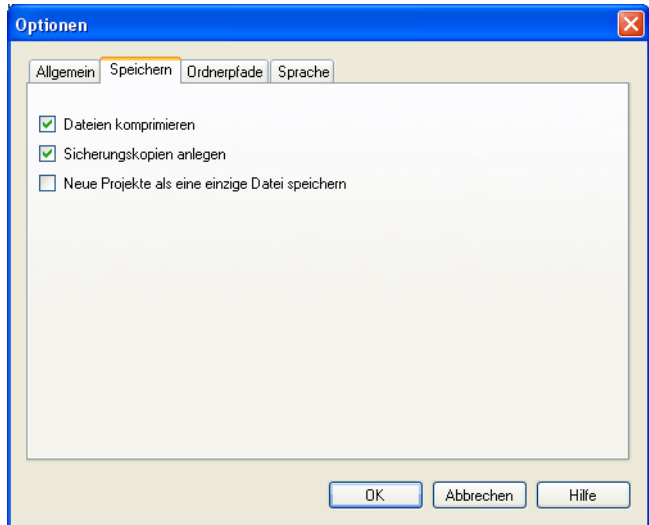 Optionen
Allgemein Speichern Ordnerpfade Sprache
Dateien komprimieren
Sicherungskopien anlegen
Neue Projekte als eine einzige Datei speichern
OK Abbrechen Hilfe